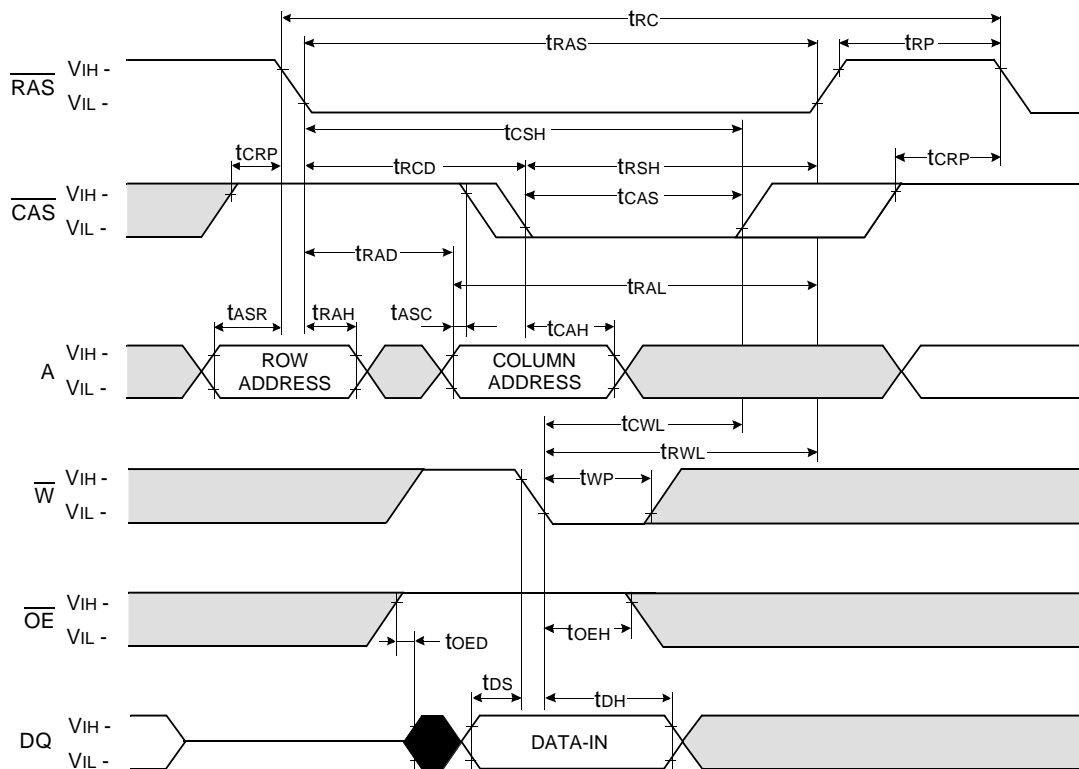 tRC
tRAS
tRP
RAS
VIH -
VIL -
tCSH
tCRP
tRCD
tRSH
tCRP
CAS
VIH -
VIL -
tCAS
tRAD
tRAL
tASR
tRAH
tASC
tCAH
A
VIH -
VIL -
ROW
ADDRESS
COLUMN
ADDRESS
tCWL
tRWL
W
VIH -
VIL -
tWP
OE
VIH -
VIL -
tOED
tOEH
tDS
tDH
DQ
VIH -
VIL -
DATA-IN